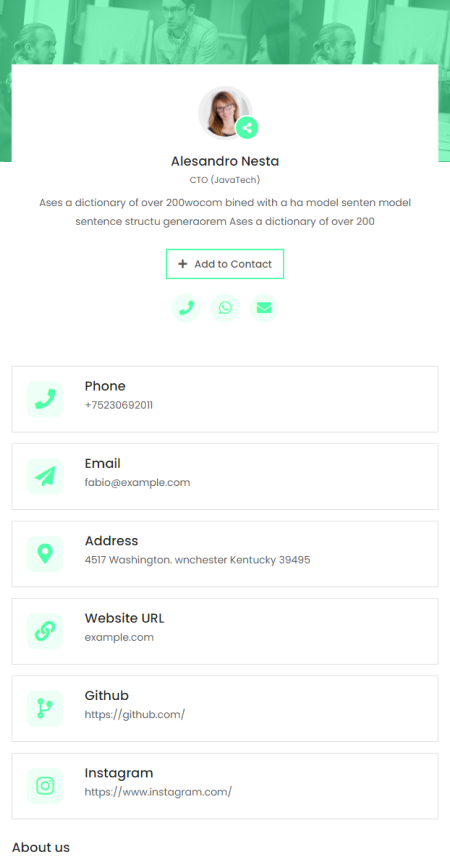 Alesandro Nesta
CTO (JavaTech)
Ases a dictionary of over 200wocom bined with a ha model senten model
sentence structu generaorem Ases a dictionary of over 200
Add to Contact
Phone
+75230692011
Email
fabio@example.com
Address
4517 Washington. wnchester Kentucky 39495
Website URL
example.com
Github
https://github.com/
Instagram
https://www.instagram.com/
About us